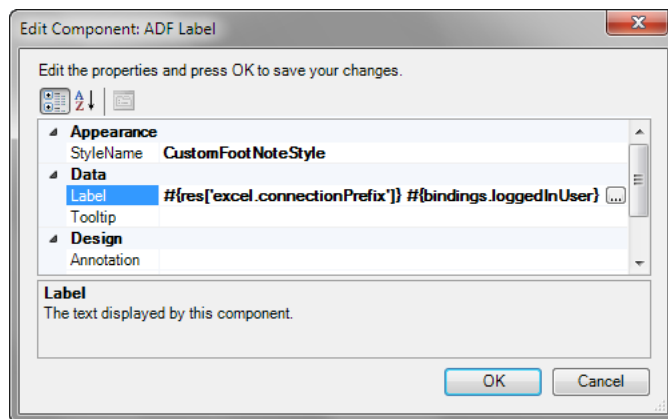 Edit Component: ADF Label
Edit the properties and press OK to save your changes.
Appearance
StyleName CustomFootNoteStyle
Data
Label #{res['excel.connectionPrefix']} #{bindings.loggedInUser} ...
Tooltip
Design
Annotation
Label
The text displayed by this component.
OK Cancel